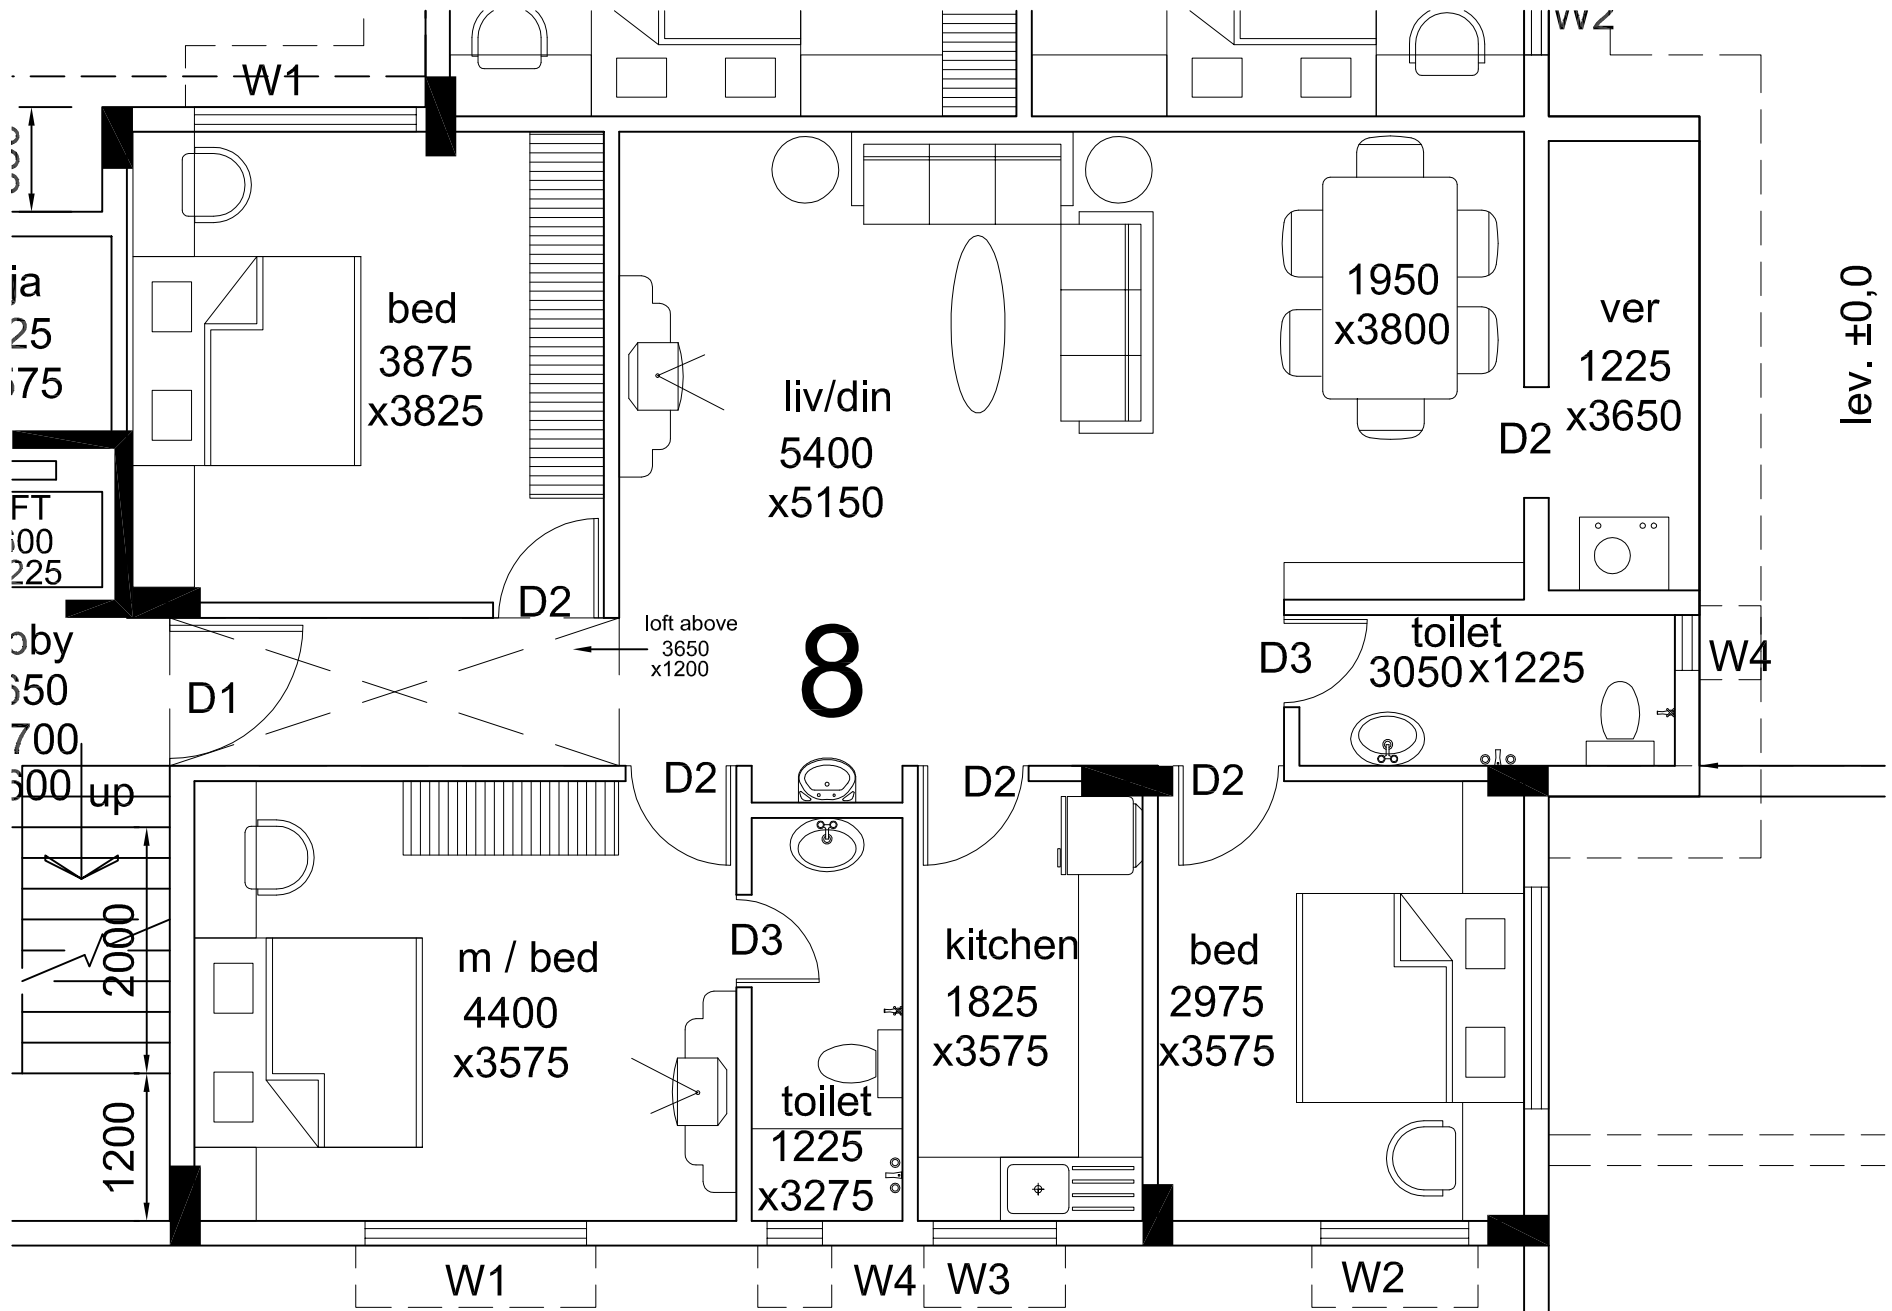 W1
W2
bed
3875
x3825
liv/din
5400
x5150
1950
x3800
ver
1225
x3650
D2
lev. ±0,0
D2
loft above
3650
x1200
8
D1
D3
toilet
3050 x1225
W4
up
D2
D2
D2
2000
1200
m / bed
4400
x3575
D3
toilet
1225
x3275
kitchen
1825
x3575
bed
2975
x3575
W1
W4
W3
W2